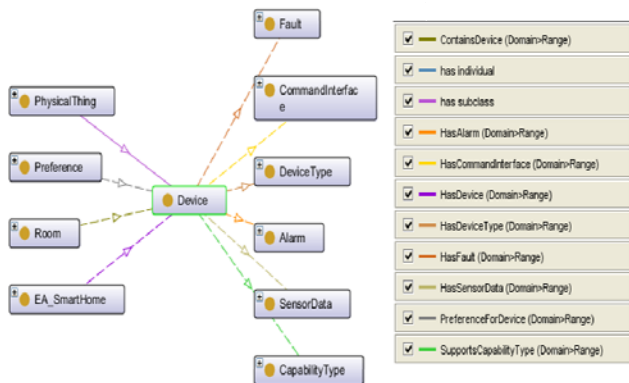 Fault
PhysicalThing
CommandInterfac
e
Preference
DeviceType
Device
Room
Alarm
EA_SmartHome
SensorData
CapabilityType
ContainsDevice (Domain>Range)
has individual
has subclass
HasAlarm (Domain>Range)
HasCommandInterface (Domain>Range)
HasDevice (Domain>Range)
HasDeviceType (Domain>Range)
HasFault (Domain>Range)
HasSensorData (Domain>Range)
PreferenceForDevice (Domain>Range)
SupportsCapabilityType (Domain>Range)